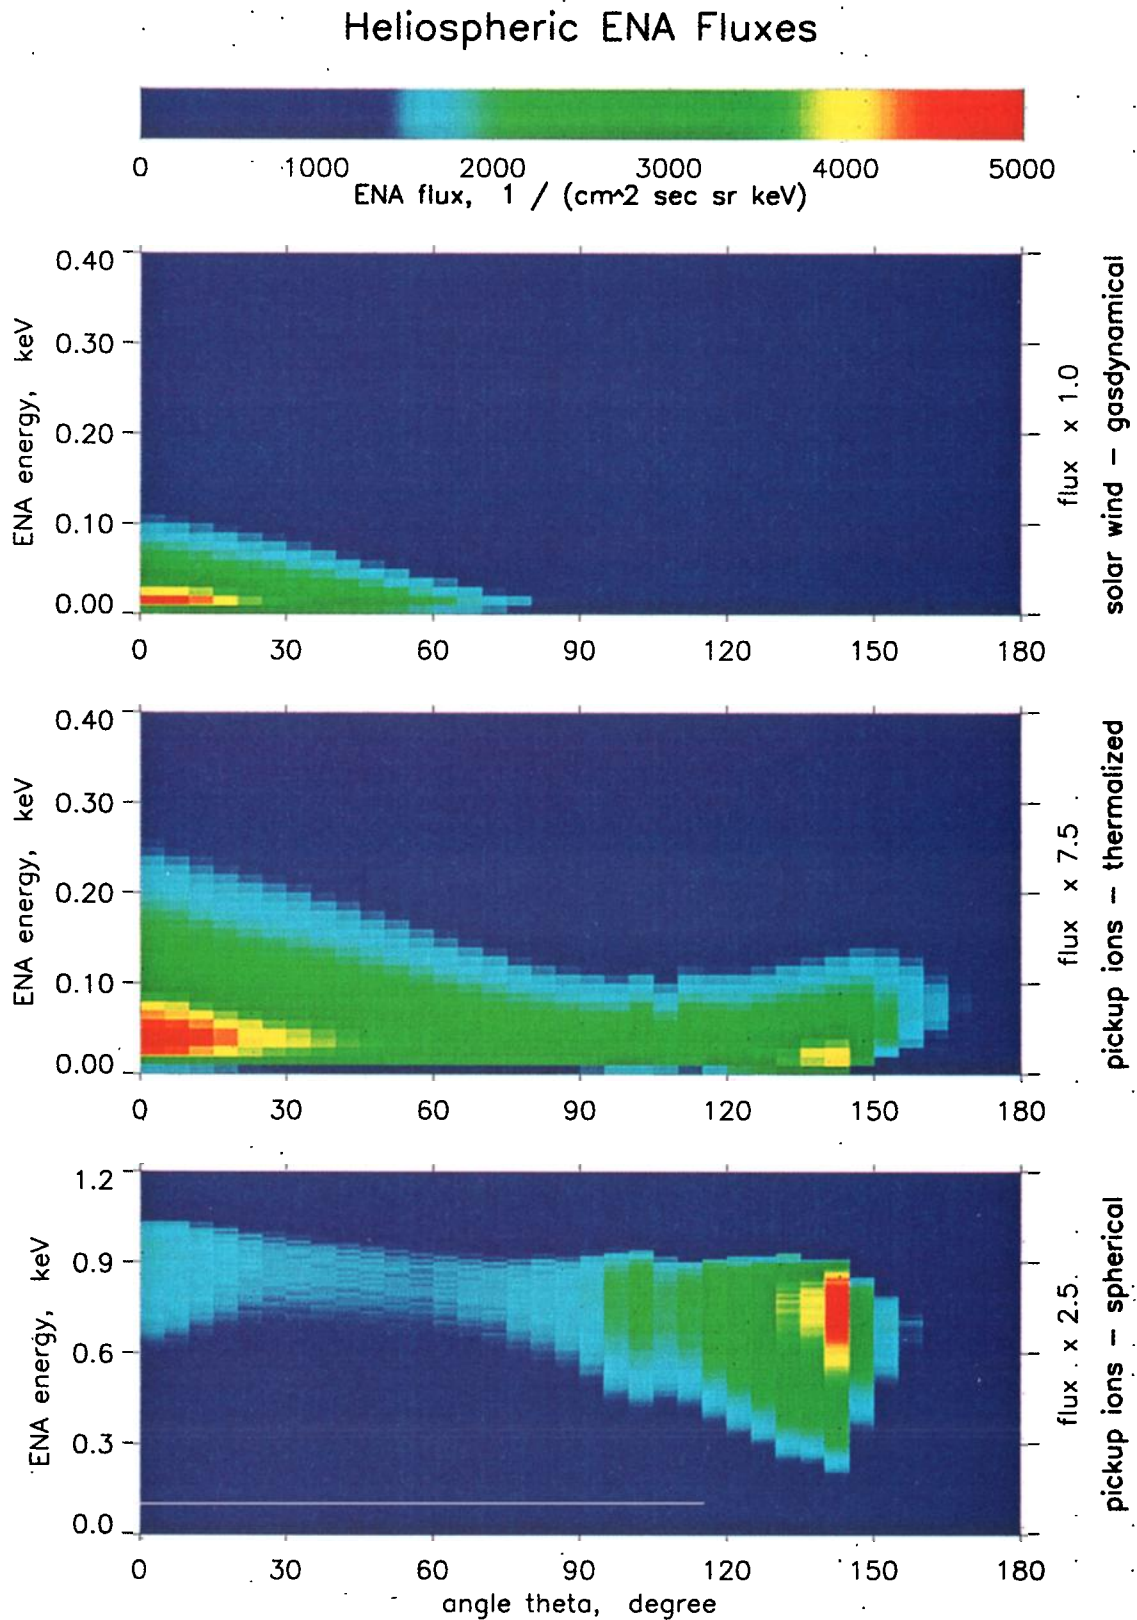 Heliospheric ENA Fluxes
0 1000 2000 3000 4000 5000
ENA flux, 1 / (cm^2 sec sr keV)
0.40
0.30
0.20
0.10
0.00
ENA energy, keV
0 30 60 90 120 150 180
flux x 1.0
solar wind – gasdynamical
0.40
0.30
0.20
0.10
0.00
ENA energy, keV
0 30 60 90 120 150 180
flux x 7.5
pickup ions – thermalized
1.2
0.9
0.6
0.3
0.0
ENA energy, keV
0 30 60 90 120 150 180
flux x 2.5
pickup ions – spherical
angle theta, degree